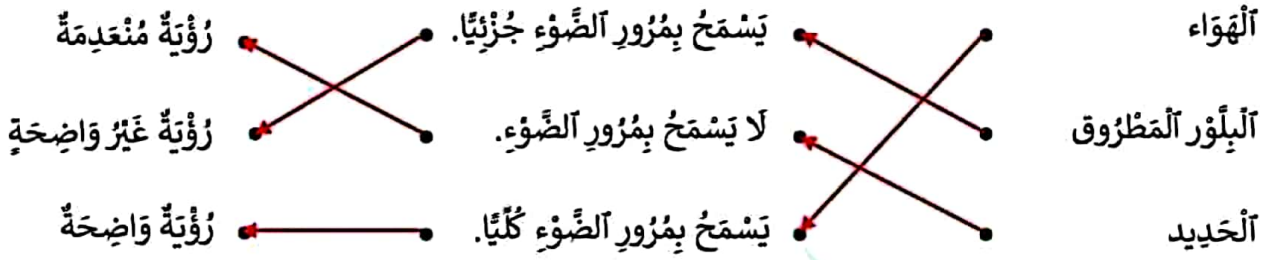 ٱلْهَوَاء يَسْمَحُ بِمُرُورِ ٱلضَّوْءِ جُزْئِيًّا. رُؤْيَةٌ مُنْعَدِمَةٌ
ٱلْبِلَّوْر ٱلْمَطْرُوق لَا يَسْمَحُ بِمُرُورِ ٱلضَّوْءِ. رُؤْيَةٌ غَيْرُ وَاضِحَةٍ
ٱلْحَدِيد يَسْمَحُ بِمُرُورِ ٱلضَّوْءِ كُلِّيًّا. رُؤْيَةٌ وَاضِحَةٌ